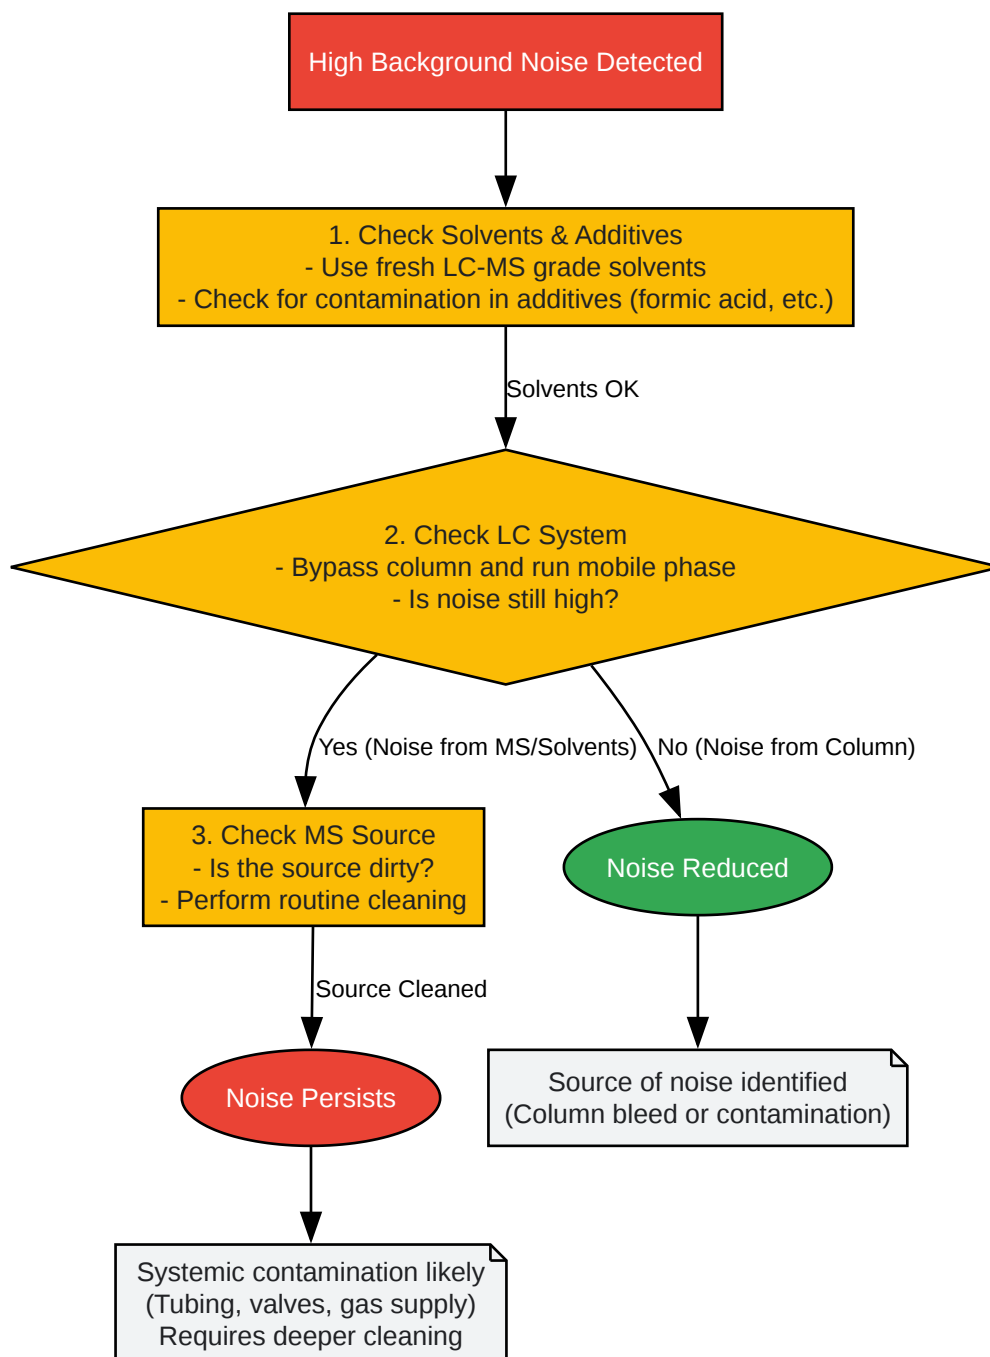 High Background Noise Detected
1. Check Solvents & Additives
- Use fresh LC-MS grade solvents
- Check for contamination in additives (formic acid, etc.)
Solvents OK
2. Check LC System
- Bypass column and run mobile phase
- Is noise still high?
Yes (Noise from MS/Solvents)
No (Noise from Column)
3. Check MS Source
- Is the source dirty?
- Perform routine cleaning
Noise Reduced
Source Cleaned
Source of noise identified
(Column bleed or contamination)
Noise Persists
Systemic contamination likely
(Tubing, valves, gas supply)
Requires deeper cleaning